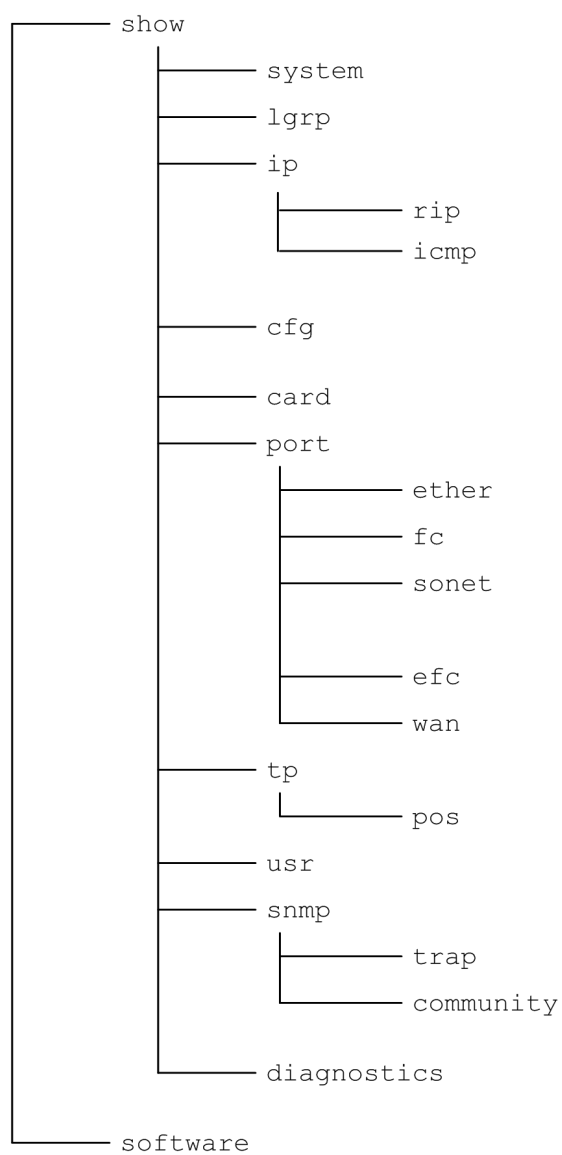 show
system
lgrp
ip
rip
icmp
cfg
card
port
ether
fc
sonet
efc
wan
tp
pos
usr
snmp
trap
community
diagnostics
software